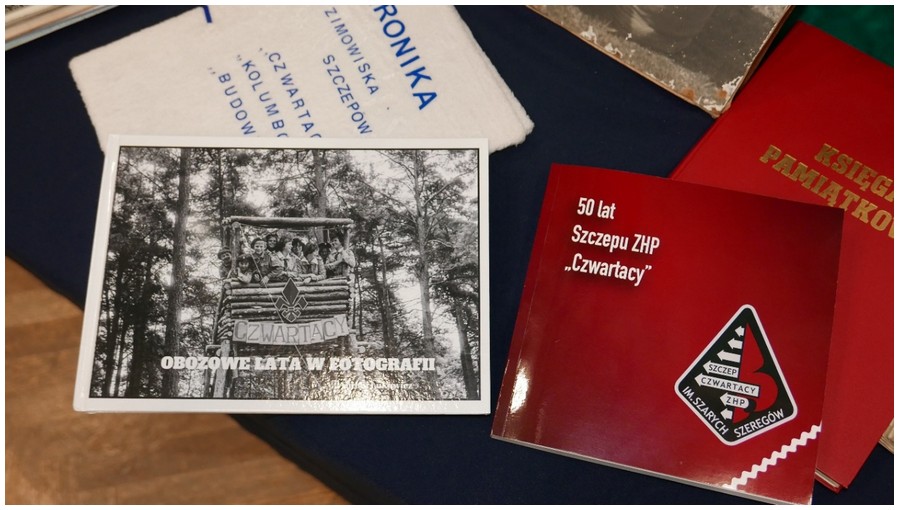 RONIKA
ZIMOWISKA
SZCZEPÓW
„CZWARTAC
„KOLUMBO
„BUDOW
KSIĘGA
PAMIĄTKOW
CZWARTACY
OBOZOWE LATA W FOTOGRAFII
50 lat
Szczepu ZHP
„Czwartacy”
SZCZEP
CZWARTACY
ZHP
IM. SZARYCH SZEREGÓW